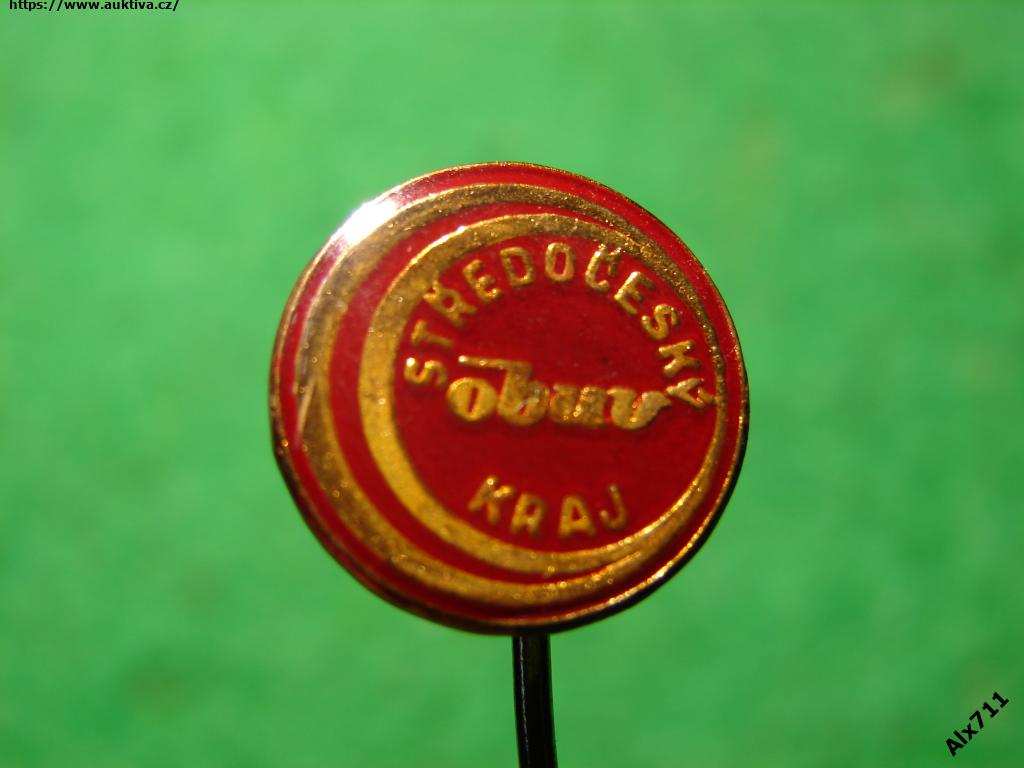 https://www.auktiva.cz/
STŘEDOČESKÝ
obuv
KRAJ
Alx711